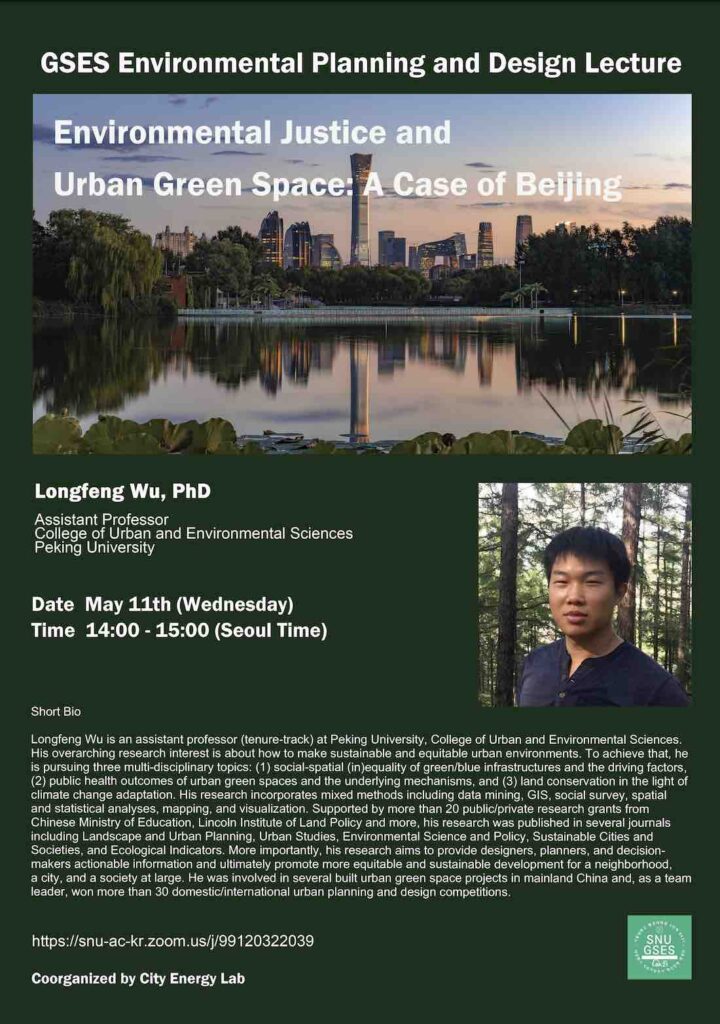 GSES Environmental Planning and Design Lecture
Environmental Justice and
Urban Green Space: A Case of Beijing
Longfeng Wu, PhD
Assistant Professor
College of Urban and Environmental Sciences
Peking University
Date May 11th (Wednesday)
Time 14:00 - 15:00 (Seoul Time)
Short Bio
Longfeng Wu is an assistant professor (tenure-track) at Peking University, College of Urban and Environmental Sciences.
His overarching research interest is about how to make sustainable and equitable urban environments. To achieve that, he
is pursuing three multi-disciplinary topics: (1) social-spatial (in)equality of green/blue infrastructures and the driving factors,
(2) public health outcomes of urban green spaces and the underlying mechanisms, and (3) land conservation in the light of
climate change adaptation. His research incorporates mixed methods including data mining, GIS, social survey, spatial
and statistical analyses, mapping, and visualization. Supported by more than 20 public/private research grants from
Chinese Ministry of Education, Lincoln Institute of Land Policy and more, his research was published in several journals
including Landscape and Urban Planning, Urban Studies, Environmental Science and Policy, Sustainable Cities and
Societies, and Ecological Indicators. More importantly, his research aims to provide designers, planners, and decision-
makers actionable information and ultimately promote more equitable and sustainable development for a neighborhood,
a city, and a society at large. He was involved in several built urban green space projects in mainland China and, as a team
leader, won more than 30 domestic/international urban planning and design competitions.
https://snu-ac-kr.zoom.us/j/99120322039
Coorganized by City Energy Lab
SNU
GSES